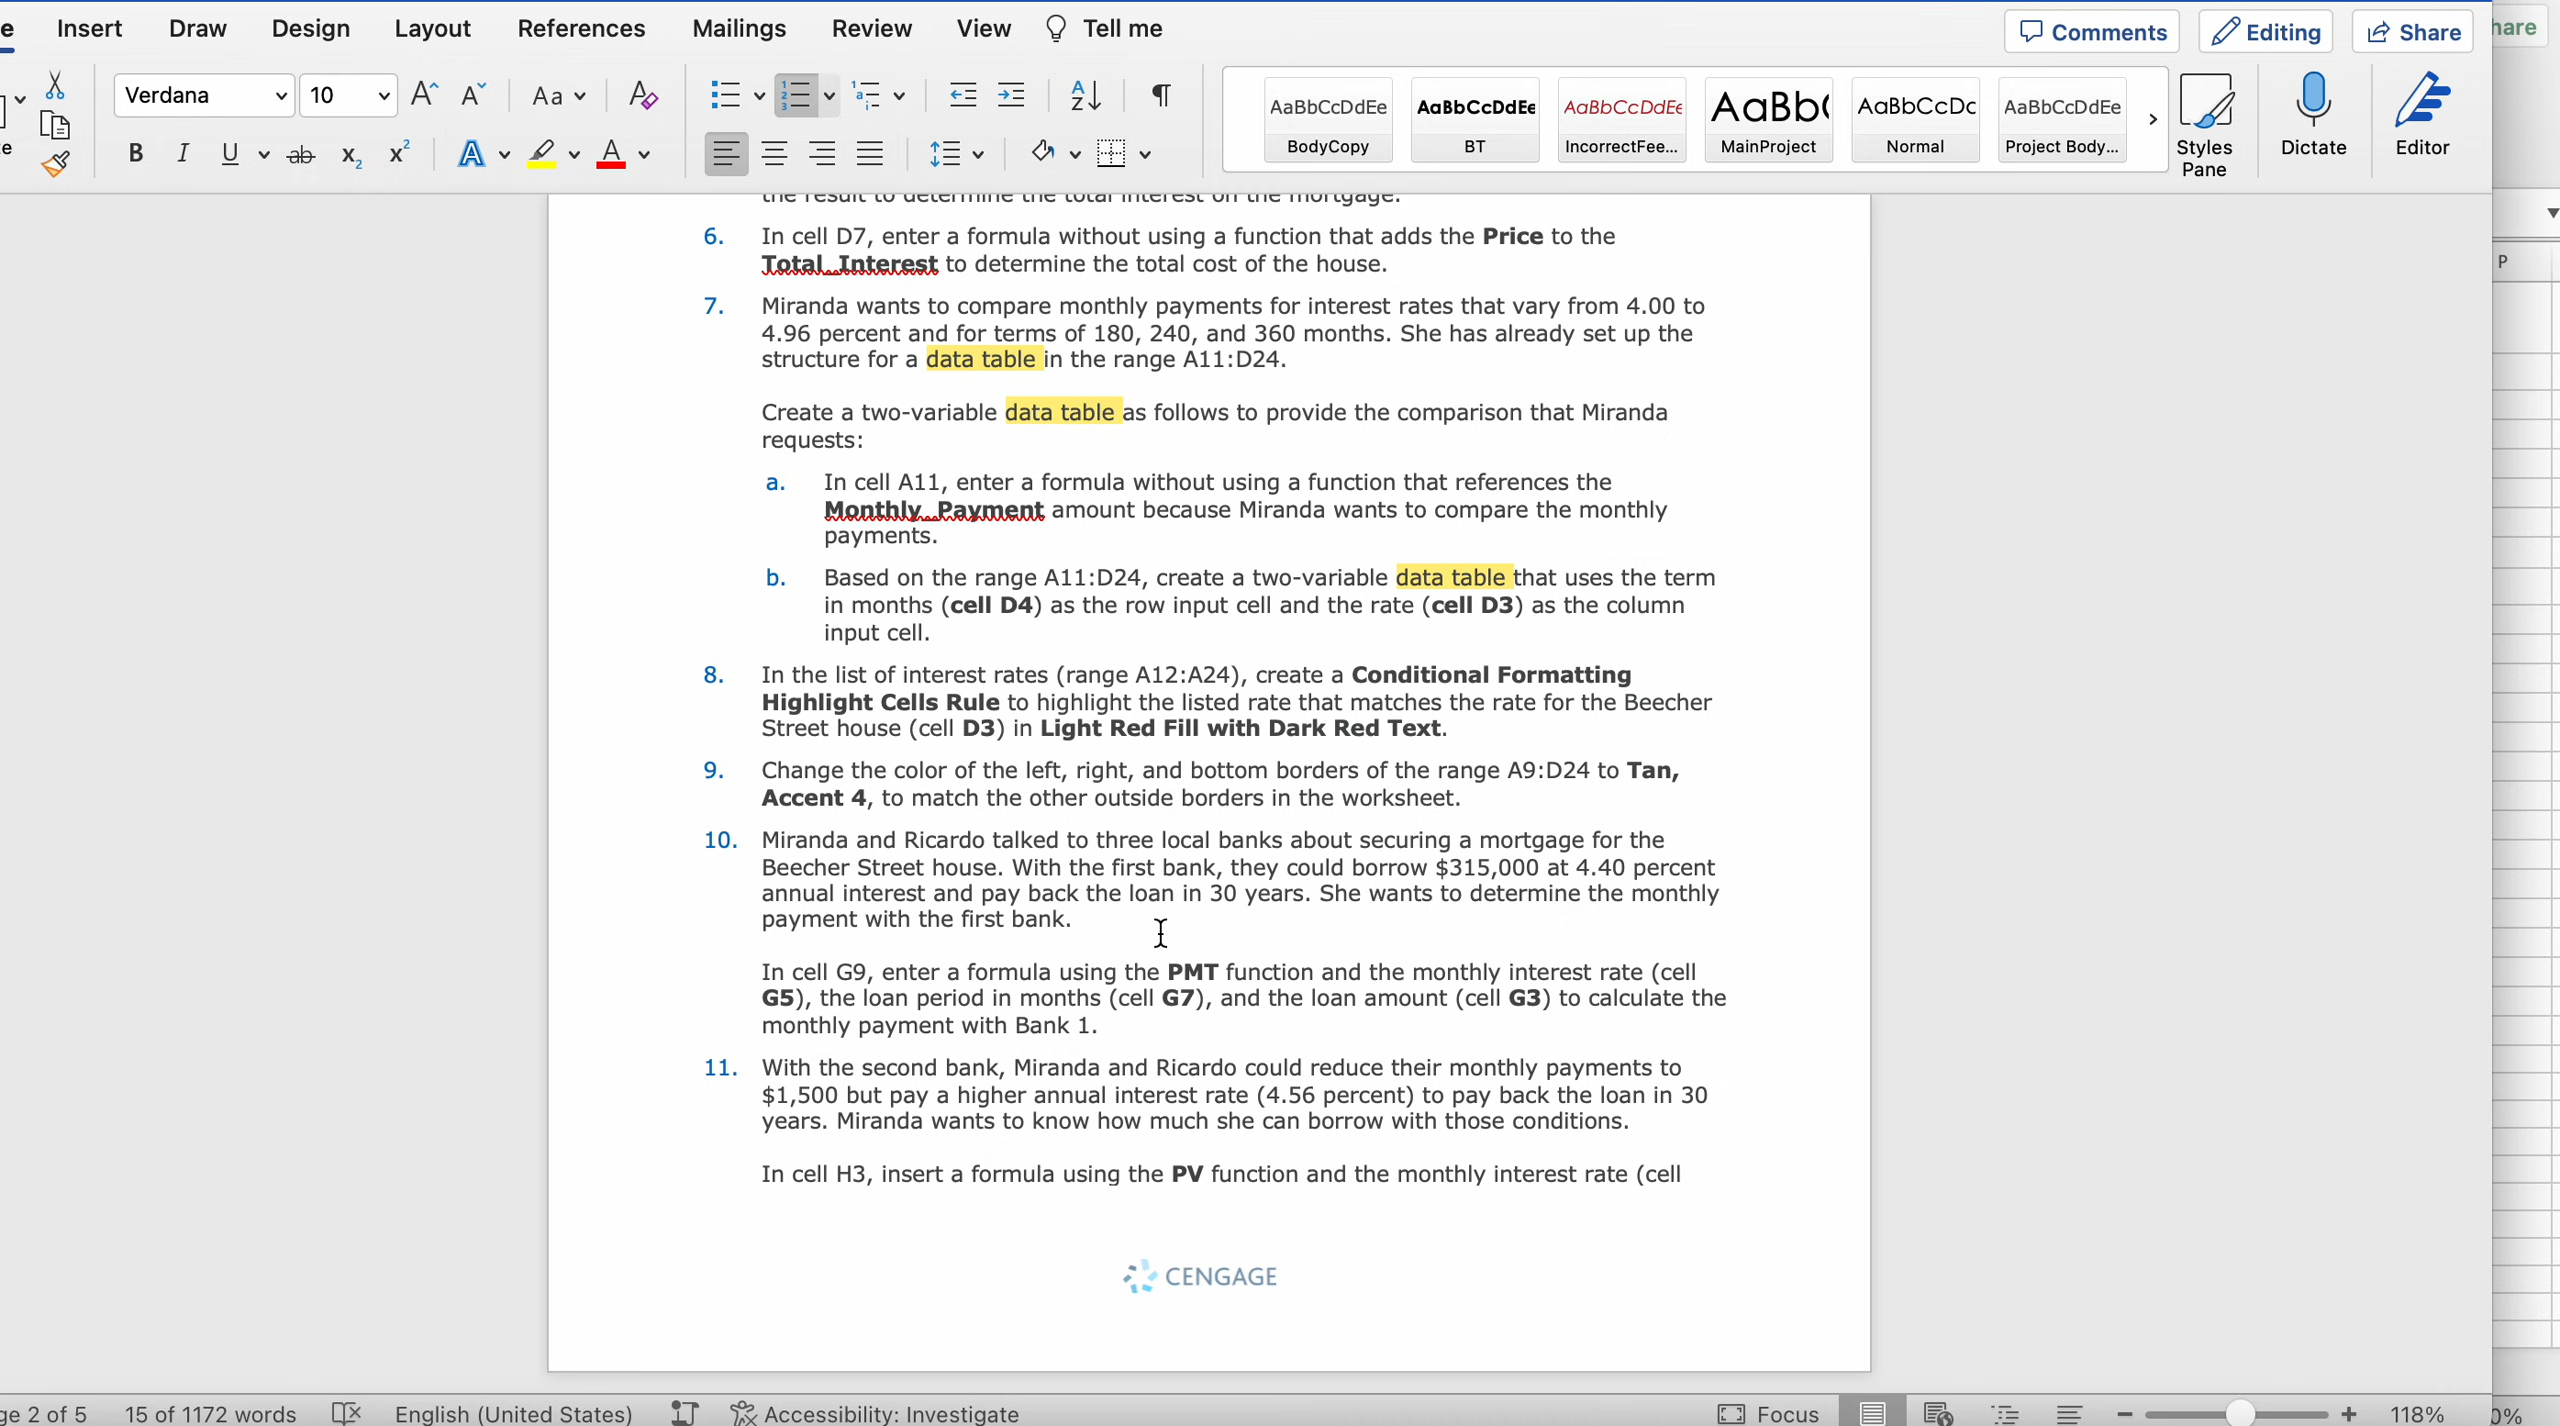 Insert Draw Design Layout References Mailings Review View Tell me
Comments Editing Share
Verdana 10 Aa
B I U ab x2 x2 A A
AaBbCcDdEe AaBbCcDdEe AaBbCcDdEe AaBb( AaBbCcDc AaBbCcDdEe
BodyCopy BT IncorrectFee... MainProject Normal Project Body...
Styles Pane Dictate Editor
P
the result to determine the total interest on the mortgage.
6. In cell D7, enter a formula without using a function that adds the Price to the
Total_Interest to determine the total cost of the house.
7. Miranda wants to compare monthly payments for interest rates that vary from 4.00 to
4.96 percent and for terms of 180, 240, and 360 months. She has already set up the
structure for a data table in the range A11:D24.
Create a two-variable data table as follows to provide the comparison that Miranda
requests:
a. In cell A11, enter a formula without using a function that references the
Monthly_Payment amount because Miranda wants to compare the monthly
payments.
b. Based on the range A11:D24, create a two-variable data table that uses the term
in months (cell D4) as the row input cell and the rate (cell D3) as the column
input cell.
8. In the list of interest rates (range A12:A24), create a Conditional Formatting
Highlight Cells Rule to highlight the listed rate that matches the rate for the Beecher
Street house (cell D3) in Light Red Fill with Dark Red Text.
9. Change the color of the left, right, and bottom borders of the range A9:D24 to Tan,
Accent 4, to match the other outside borders in the worksheet.
10. Miranda and Ricardo talked to three local banks about securing a mortgage for the
Beecher Street house. With the first bank, they could borrow $315,000 at 4.40 percent
annual interest and pay back the loan in 30 years. She wants to determine the monthly
payment with the first bank.
In cell G9, enter a formula using the PMT function and the monthly interest rate (cell
G5), the loan period in months (cell G7), and the loan amount (cell G3) to calculate the
monthly payment with Bank 1.
11. With the second bank, Miranda and Ricardo could reduce their monthly payments to
$1,500 but pay a higher annual interest rate (4.56 percent) to pay back the loan in 30
years. Miranda wants to know how much she can borrow with those conditions.
In cell H3, insert a formula using the PV function and the monthly interest rate (cell
CENGAGE
ge 2 of 5 15 of 1172 words English (United States) Accessibility: Investigate Focus 118%